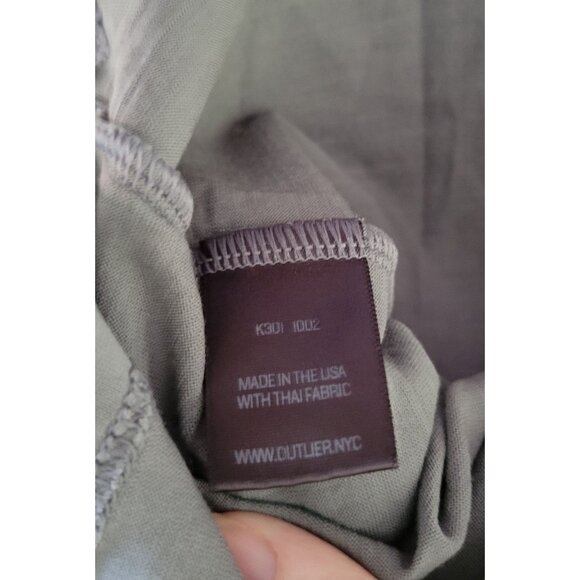 K301 1002
MADE IN THE USA
WITH THAI FABRIC
WWW.OUTLIER.NYC